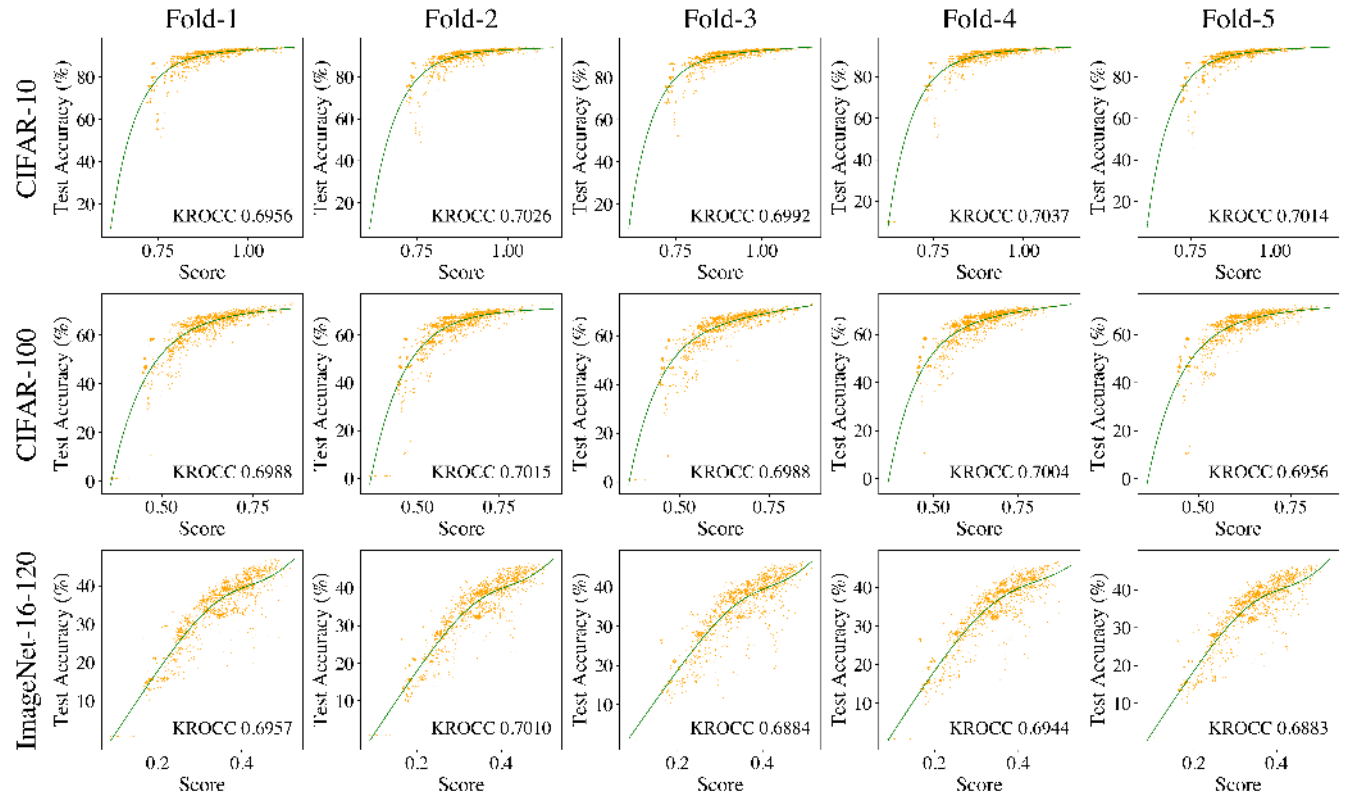 Fold-1 Fold-2 Fold-3 Fold-4 Fold-5
CIFAR-10
Test Accuracy (%) Test Accuracy (%) Test Accuracy (%) Test Accuracy (%) Test Accuracy (%)
80 80 80 80 80
60 60 60 60 60
40 40 40 40 40
20 20 20 20 20
KROCC 0.6956 KROCC 0.7026 KROCC 0.6992 KROCC 0.7037 KROCC 0.7014
0.75 1.00 0.75 1.00 0.75 1.00 0.75 1.00 0.75 1.00
Score Score Score Score Score
CIFAR-100
Test Accuracy (%) Test Accuracy (%) Test Accuracy (%) Test Accuracy (%) Test Accuracy (%)
60 60 60 60 60
40 40 40 40 40
20 20 20 20 20
0 0 0 0 0
KROCC 0.6988 KROCC 0.7015 KROCC 0.6988 KROCC 0.7004 KROCC 0.6956
0.50 0.75 0.50 0.75 0.50 0.75 0.50 0.75 0.50 0.75
Score Score Score Score Score
ImageNet-16-120
Test Accuracy (%) Test Accuracy (%) Test Accuracy (%) Test Accuracy (%) Test Accuracy (%)
40 40 40 40 40
30 30 30 30 30
20 20 20 20 20
10 10 10 10 10
KROCC 0.6957 KROCC 0.7010 KROCC 0.6884 KROCC 0.6944 KROCC 0.6883
0.2 0.4 0.2 0.4 0.2 0.4 0.2 0.4 0.2 0.4
Score Score Score Score Score